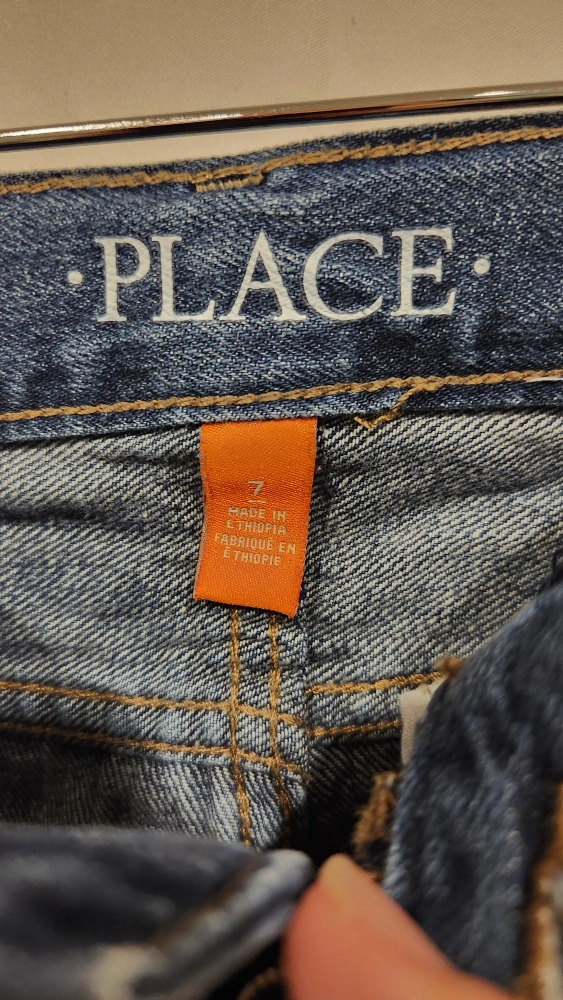 ·PLACE·
7
MADE IN
ETHIOPIA
FABRIQUÉ EN
ÉTHIOPIE